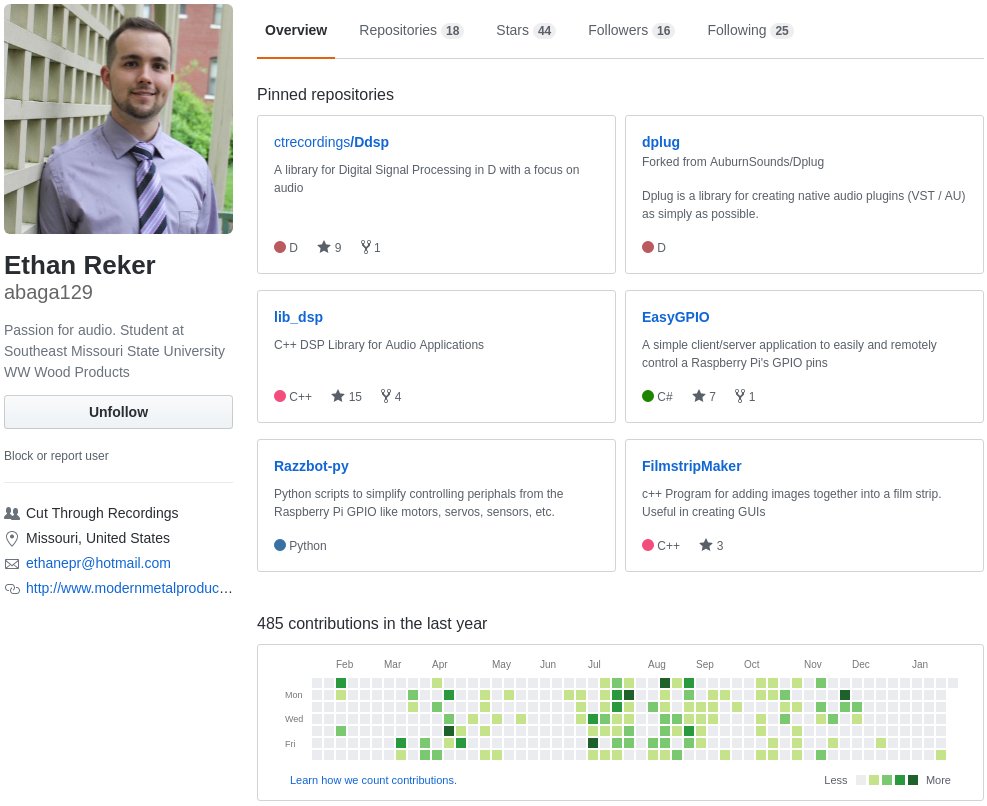 Overview Repositories 18 Stars 44 Followers 16 Following 25
Ethan Reker
abaga129
Passion for audio. Student at
Southeast Missouri State University
WW Wood Products
Unfollow
Block or report user
Cut Through Recordings
Missouri, United States
ethanepr@hotmail.com
http://www.modernmetalproduc…
Pinned repositories
ctrecordings/Ddsp
A library for Digital Signal Processing in D with a focus on
audio
D 9 1
dplug
Forked from AuburnSounds/Dplug
Dplug is a library for creating native audio plugins (VST / AU)
as simply as possible.
D
lib_dsp
C++ DSP Library for Audio Applications
C++ 15 4
EasyGPIO
A simple client/server application to easily and remotely
control a Raspberry Pi's GPIO pins
C# 7 1
Razzbot-py
Python scripts to simplify controlling periphals from the
Raspberry Pi GPIO like motors, servos, sensors, etc.
Python
FilmstripMaker
c++ Program for adding images together into a film strip.
Useful in creating GUIs
C++ 3
485 contributions in the last year
Feb Mar Apr May Jun Jul Aug Sep Oct Nov Dec Jan
Mon
Wed
Fri
Learn how we count contributions. Less More